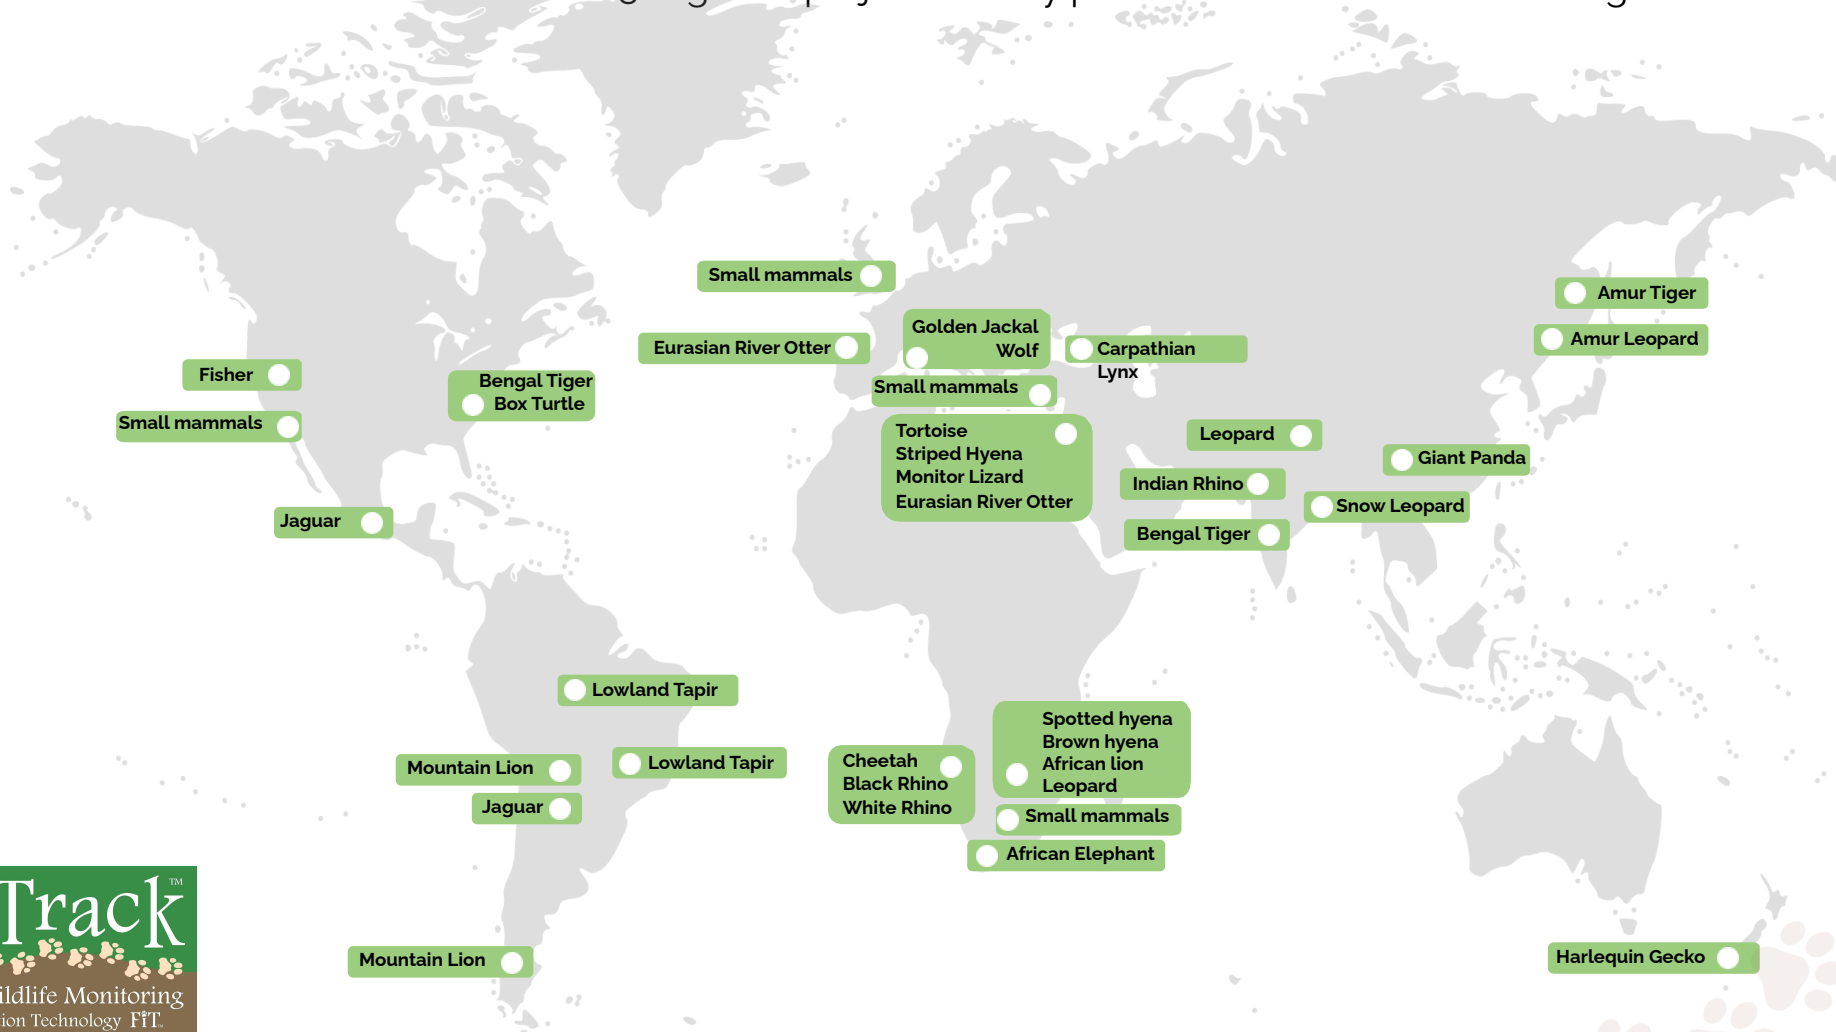 Small mammals
Amur Tiger
Golden Jackal
Wolf
Amur Leopard
Eurasian River Otter
Carpathian
Lynx
Fisher
Bengal Tiger
Box Turtle
Small mammals
Small mammals
Tortoise
Striped Hyena
Monitor Lizard
Eurasian River Otter
Leopard
Giant Panda
Indian Rhino
Snow Leopard
Jaguar
Bengal Tiger
Lowland Tapir
Spotted hyena
Brown hyena
African lion
Leopard
Mountain Lion
Lowland Tapir
Cheetah
Black Rhino
White Rhino
Jaguar
Small mammals
African Elephant
Track™
ildlife Monitoring
ion Technology FiT
Mountain Lion
Harlequin Gecko